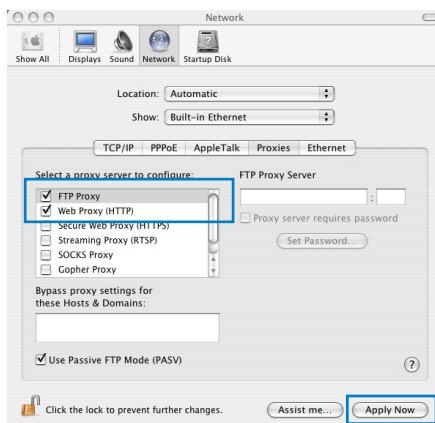 Network
Show All Displays Sound Network Startup Disk
Location: Automatic
Show: Built-in Ethernet
TCP/IP PPPoE AppleTalk Proxies Ethernet
Select a proxy server to configure: FTP Proxy Server
FTP Proxy
:
Web Proxy (HTTP)
Proxy server requires password
Secure Web Proxy (HTTPS)
Streaming Proxy (RTSP) Set Password...
SOCKS Proxy
Gopher Proxy
Bypass proxy settings for
these Hosts & Domains:
Use Passive FTP Mode (PASV) ?
Click the lock to prevent further changes. Assist me... Apply Now